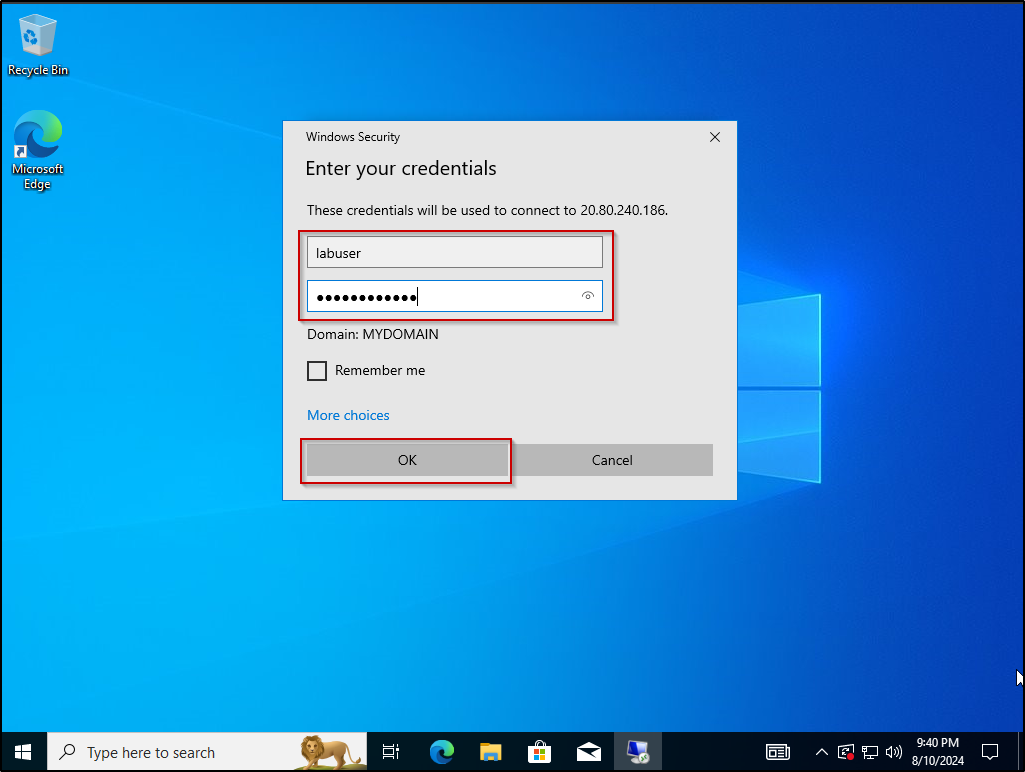 Recycle Bin
Microsoft
Edge
Windows Security
Enter your credentials
These credentials will be used to connect to 20.80.240.186.
labuser
●●●●●●●●●●●●
Domain: MYDOMAIN
Remember me
More choices
OK
Cancel
Type here to search
9:40 PM
8/10/2024